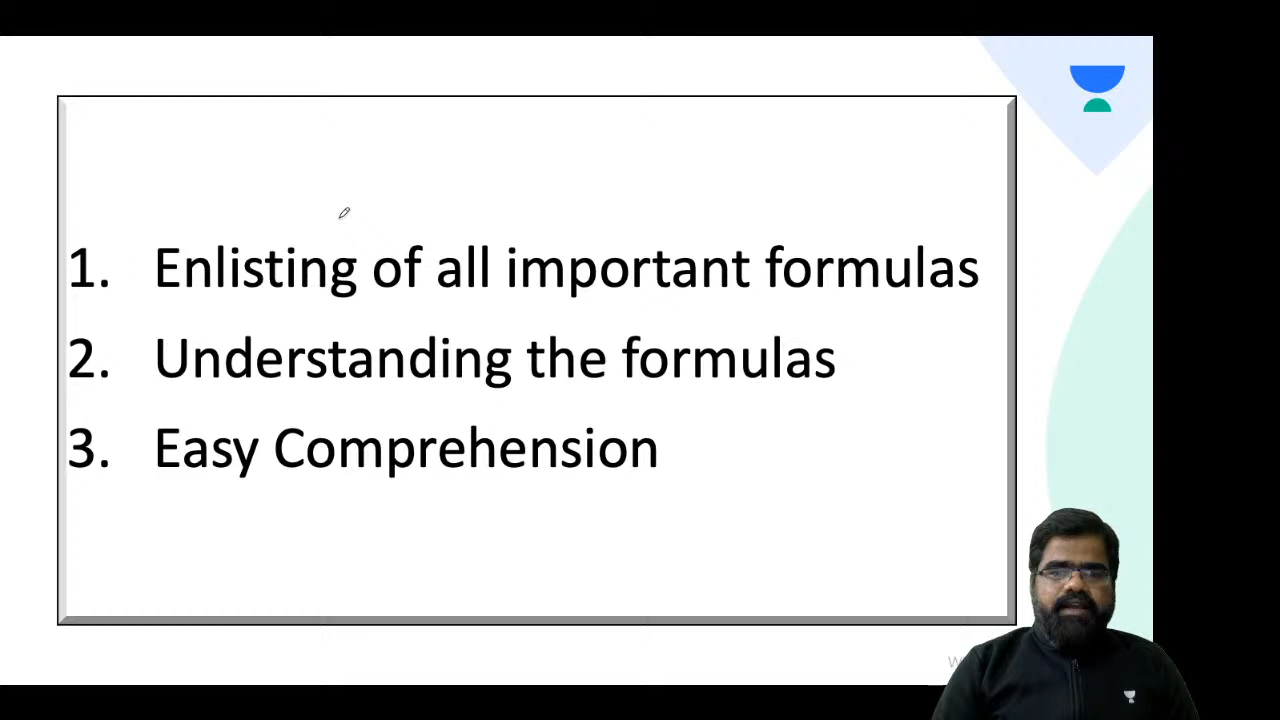 1. Enlisting of all important formulas
2. Understanding the formulas
3. Easy Comprehension